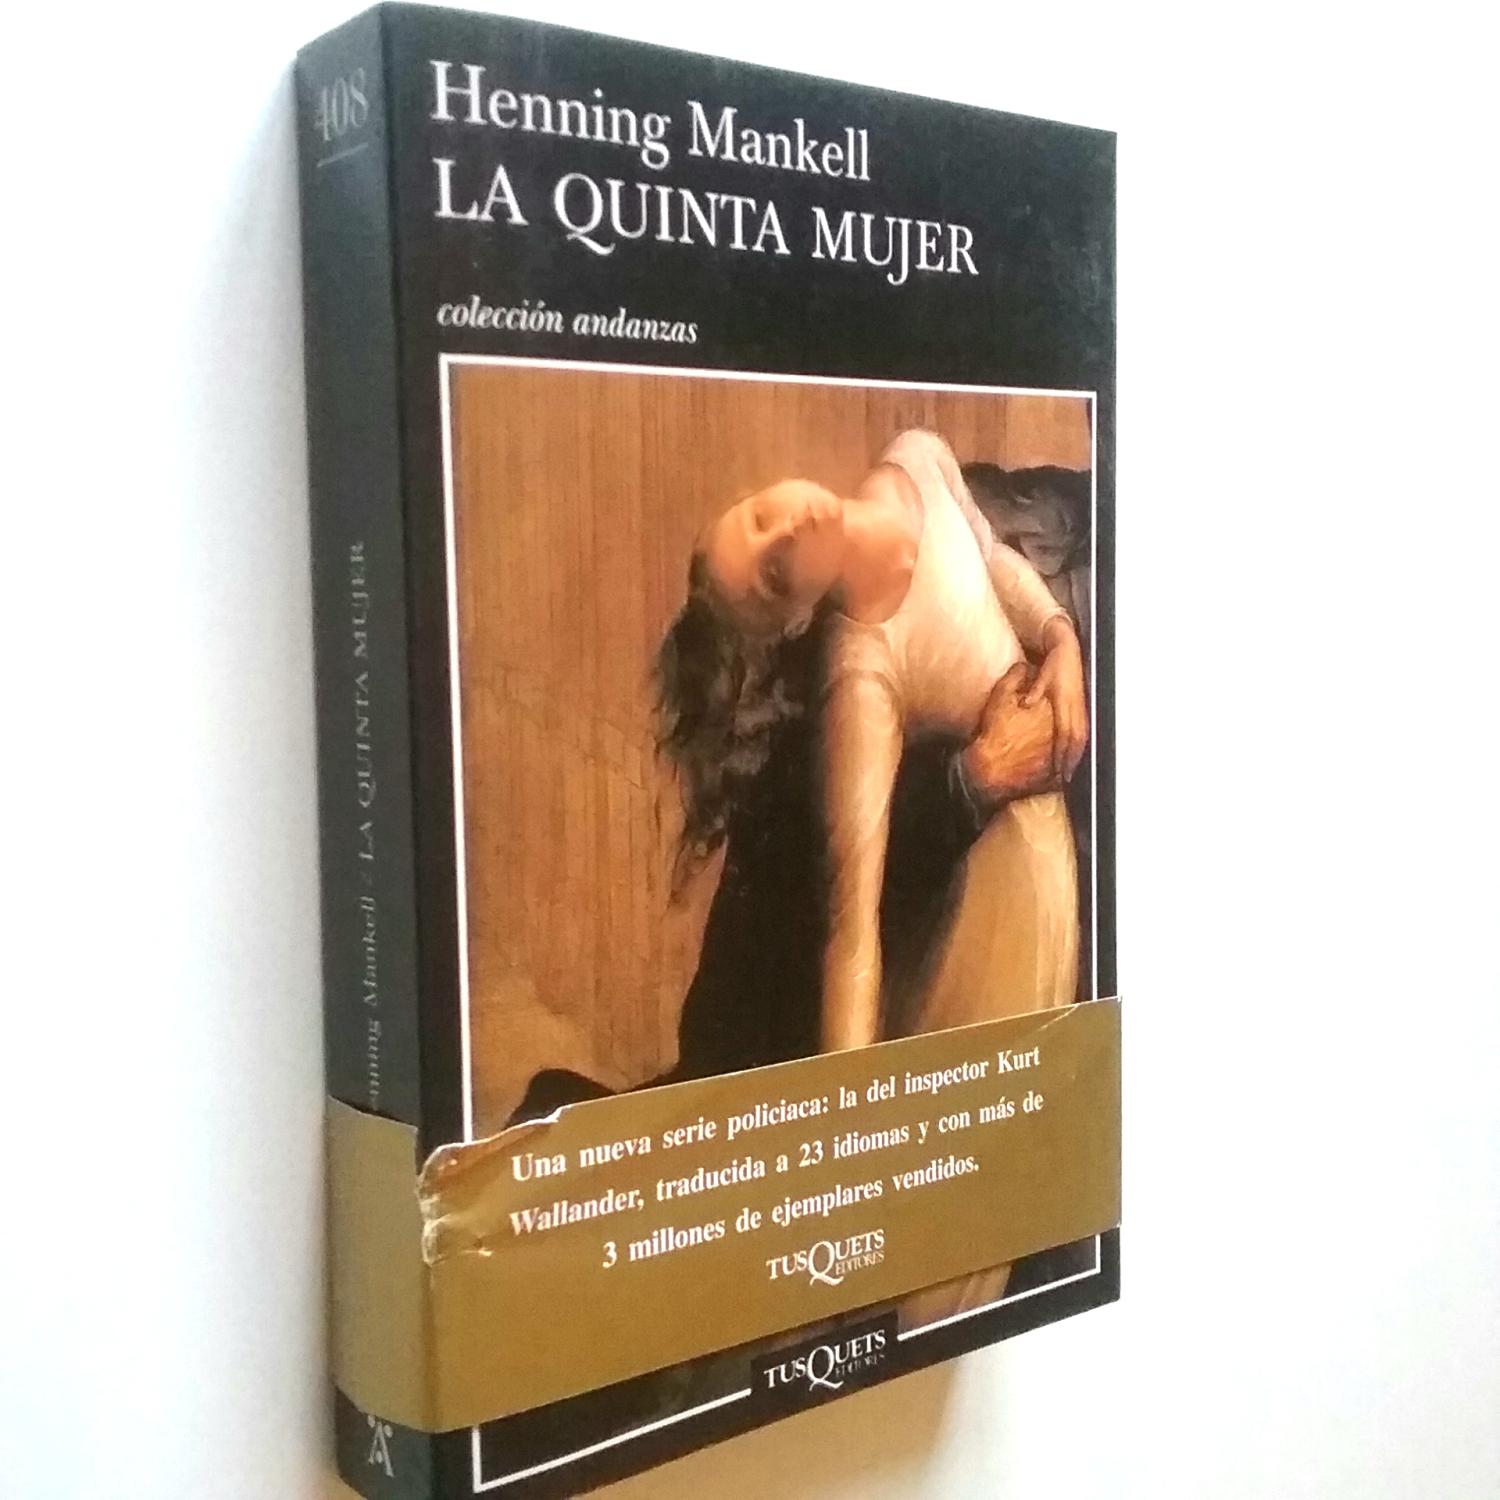 408
Henning Mankell
LA QUINTA MUJER
colección andanzas
Mankell / LA QUINTA MUJER
Una nueva serie policiaca: la del inspector Kurt
Wallander, traducida a 23 idiomas y con más de
3 millones de ejemplares vendidos.
TUSQUETS
EDITORES
TUSQUETS
EDITORES
A